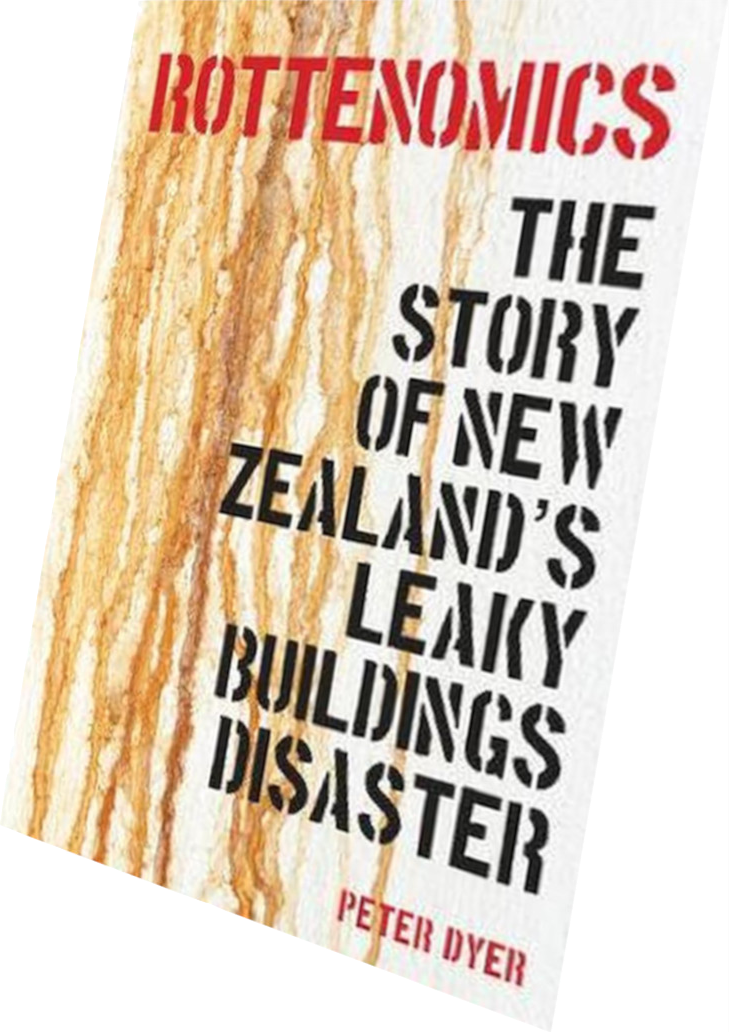 ROTTENOMICS
THE
STORY
OF NEW
ZEALAND'S
LEAKY
BUILDINGS
DISASTER
PETER DYER